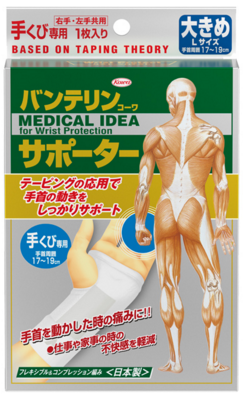 手くび専用 右手・左手共用 1枚入り
BASED ON TAPING THEORY
大きめ
Lサイズ
手首周囲 17〜19cm
Kowa
バンテリンコーワ
MEDICAL IDEA
for Wrist Protection
サポーター
テーピングの応用で
手首の動きを
しっかりサポート
手くび専用
手首周囲
17〜19cm
手首を動かした時の痛みに!!
●仕事や家事の時の
不快感を軽減
フレキシブル&コンプレッション編み <日本製>